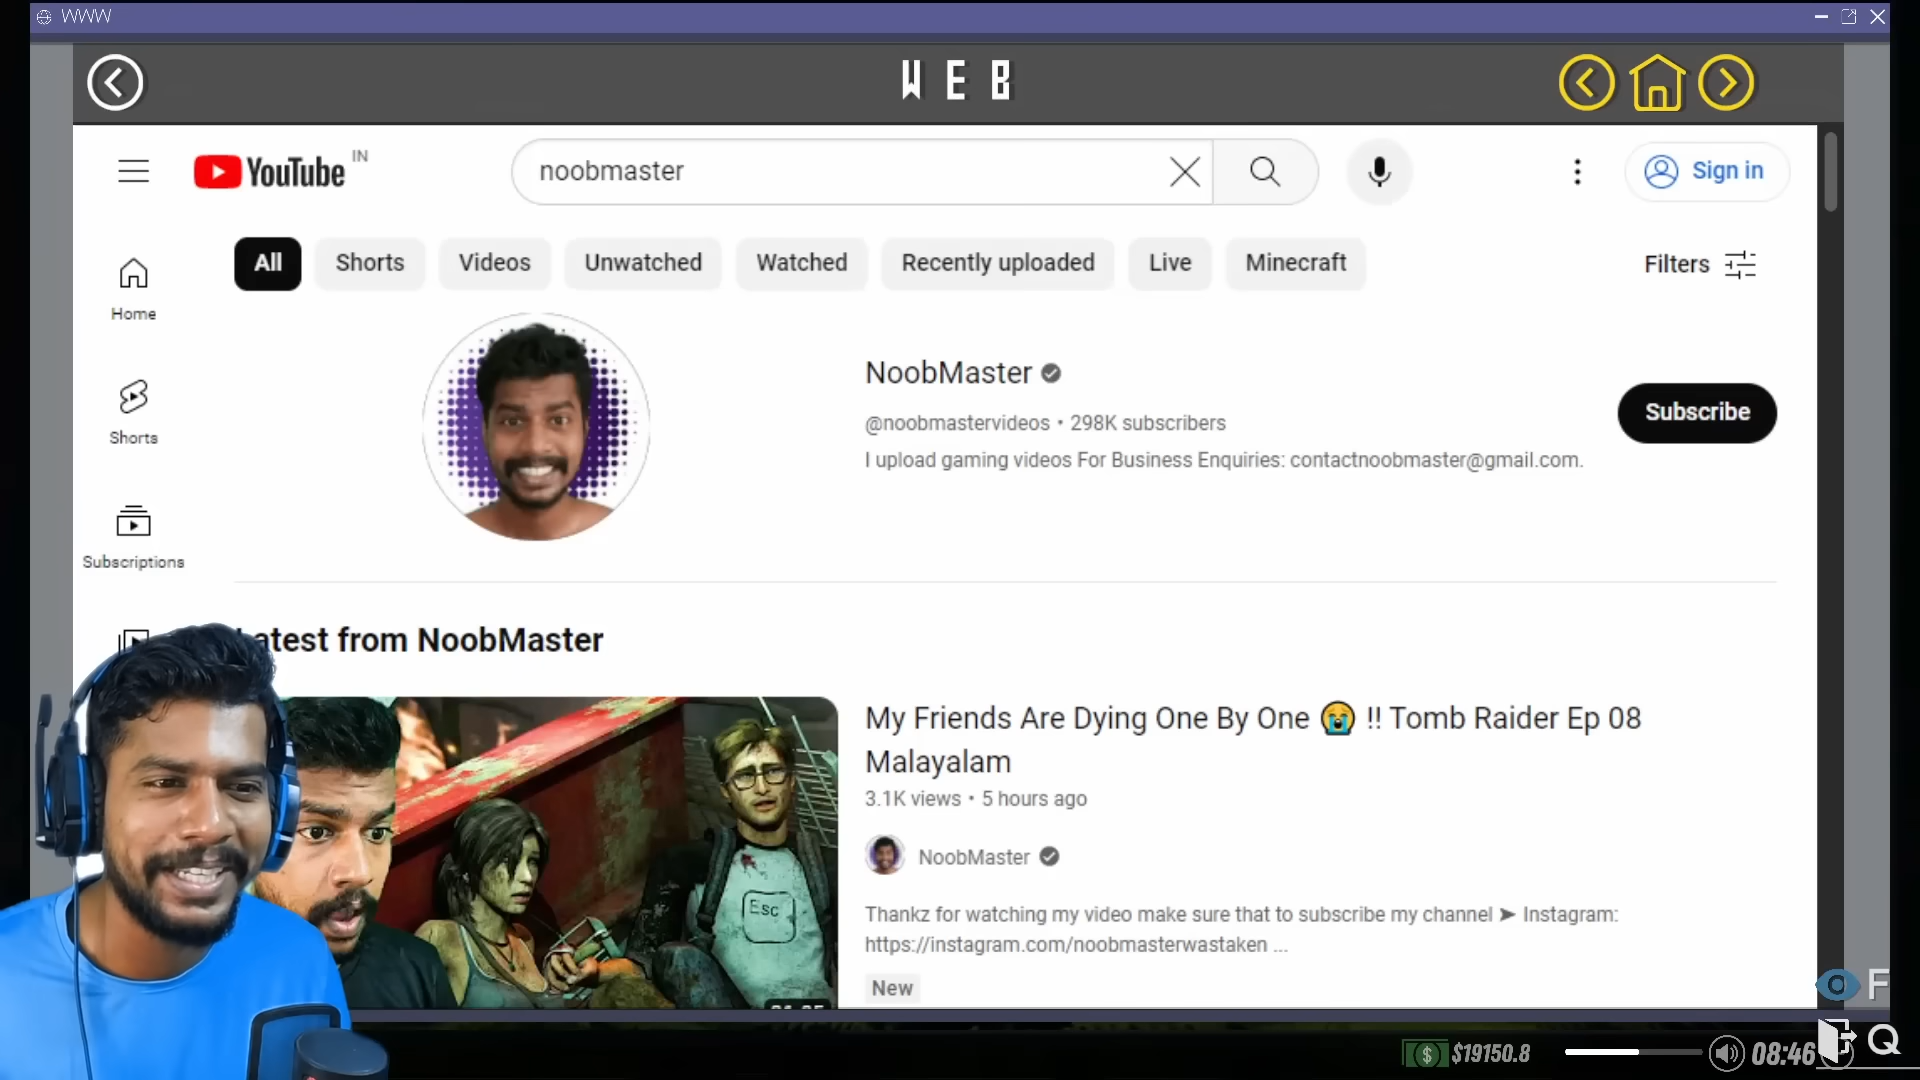 WWW
WEB
YouTube IN
noobmaster
Sign in
All
Shorts
Videos
Unwatched
Watched
Recently uploaded
Live
Minecraft
Filters
Home
Shorts
Subscriptions
NoobMaster
@noobmastervideos • 298K subscribers
I upload gaming videos For Business Enquiries: contactnoobmaster@gmail.com.
Subscribe
Latest from NoobMaster
My Friends Are Dying One By One 😭 !! Tomb Raider Ep 08
Malayalam
3.1K views • 5 hours ago
NoobMaster
Thankz for watching my video make sure that to subscribe my channel ➤ Instagram:
https://instagram.com/noobmasterwastaken ...
New
Esc
F
$19150.8
08:46
Q